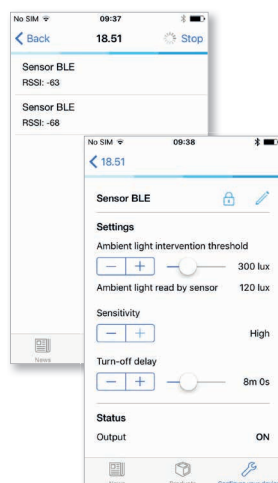 No SIM 09:37
Back 18.51 Stop
Sensor BLE
RSSI: -63
Sensor BLE
RSSI: -68
News
No SIM 09:38
18.51
Sensor BLE
Settings
Ambient light intervention threshold
− + 300 lux
Ambient light read by sensor 120 lux
Sensitivity
− + High
Turn-off delay
− + 8m 0s
Status
Output ON